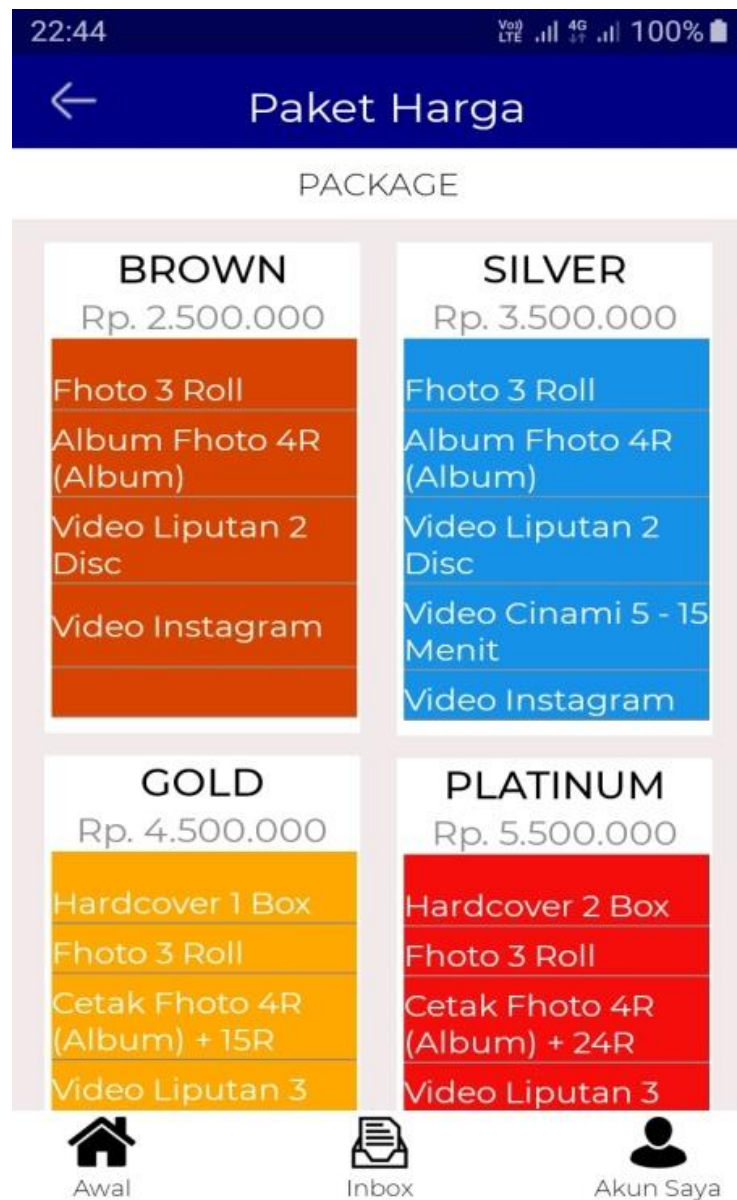 22:44
Voo) LTE 4G 100%
Paket Harga
PACKAGE
BROWN
Rp. 2.500.000
Fhoto 3 Roll
Album Fhoto 4R
(Album)
Video Liputan 2
Disc
Video Instagram
SILVER
Rp. 3.500.000
Fhoto 3 Roll
Album Fhoto 4R
(Album)
Video Liputan 2
Disc
Video Cinami 5 - 15
Menit
Video Instagram
GOLD
Rp. 4.500.000
Hardcover 1 Box
Fhoto 3 Roll
Cetak Fhoto 4R
(Album) + 15R
Video Liputan 3
PLATINUM
Rp. 5.500.000
Hardcover 2 Box
Fhoto 3 Roll
Cetak Fhoto 4R
(Album) + 24R
Video Liputan 3
Awal
Inbox
Akun Saya